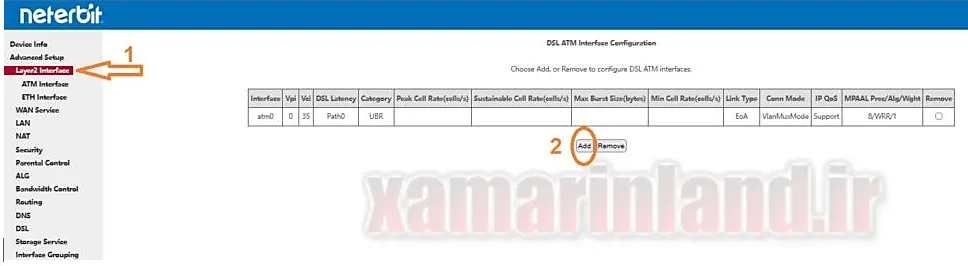 neterbit
Device Info
Advanced Setup
1
Layer2 Interface
ATM Interface
ETH Interface
WAN Service
LAN
NAT
Security
Parental Control
ALG
Bandwidth Control
Routing
DNS
DSL
Storage Service
Interface Grouping
DSL ATM Interface Configuration
Choose Add, or Remove to configure DSL ATM interfaces.
Interface Vpi Vci DSL Latency Category Peak Cell Rate(cells/s) Sustainable Cell Rate(cells/s) Max Burst Size(bytes) Min Cell Rate(cells/s) Link Type Conn Mode IP QoS MPAAL Prec/Alg/Wght Remove
atm0 0 35 Path0 UBR EoA VlanMuxMode Support 8/WRR/1
2 Add Remove
xamarinland.ir